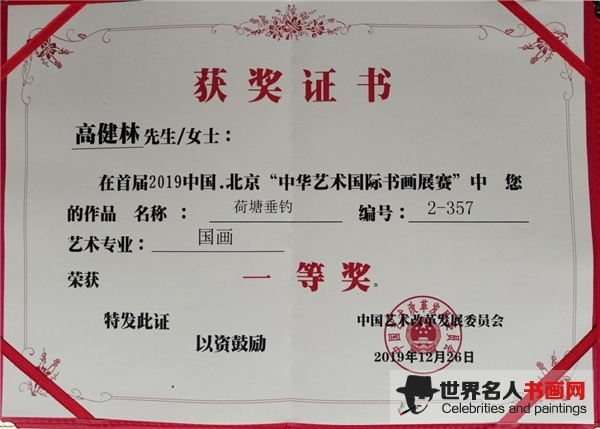 获奖证书
高健林先生/女士：
在首届2019中国.北京“中华艺术国际书画展赛”中 您
的作品 名称 ： 荷塘垂钓 编号： 2-357
艺术专业： 国画
荣获 一等奖。
特发此证
以资鼓励
中国艺术改革发展委员会
2019年12月26日
世界名人书画网
Celebrities and paintings